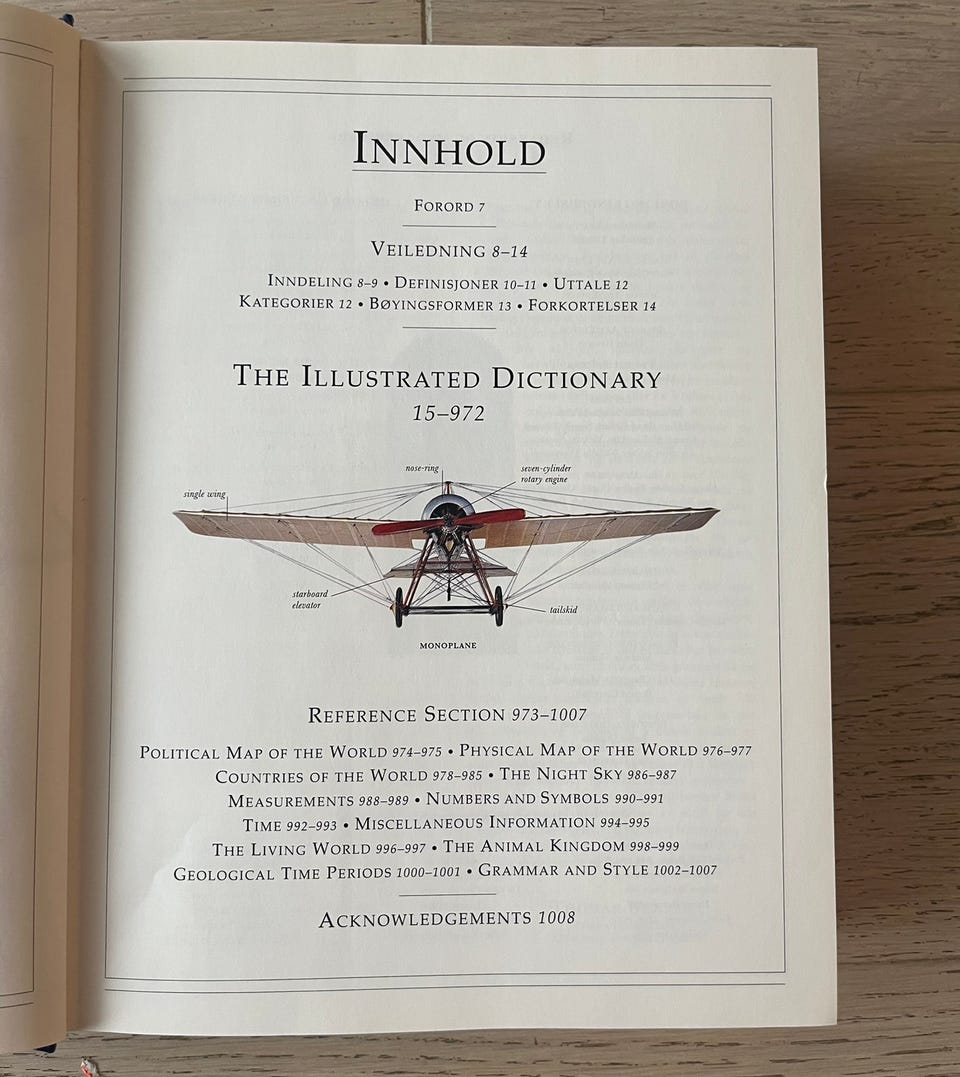 INNHOLD
FORORD 7
VEILEDNING 8–14
INNDELING 8–9 • DEFINISJONER 10–11 • UTTALE 12
KATEGORIER 12 • BØYINGSFORMER 13 • FORKORTELSER 14
THE ILLUSTRATED DICTIONARY
15–972
nose-ring
seven-cylinder
rotary engine
single wing
starboard
elevator
tailskid
MONOPLANE
REFERENCE SECTION 973–1007
POLITICAL MAP OF THE WORLD 974–975 • PHYSICAL MAP OF THE WORLD 976–977
COUNTRIES OF THE WORLD 978–985 • THE NIGHT SKY 986–987
MEASUREMENTS 988–989 • NUMBERS AND SYMBOLS 990–991
TIME 992–993 • MISCELLANEOUS INFORMATION 994–995
THE LIVING WORLD 996–997 • THE ANIMAL KINGDOM 998–999
GEOLOGICAL TIME PERIODS 1000–1001 • GRAMMAR AND STYLE 1002–1007
ACKNOWLEDGEMENTS 1008